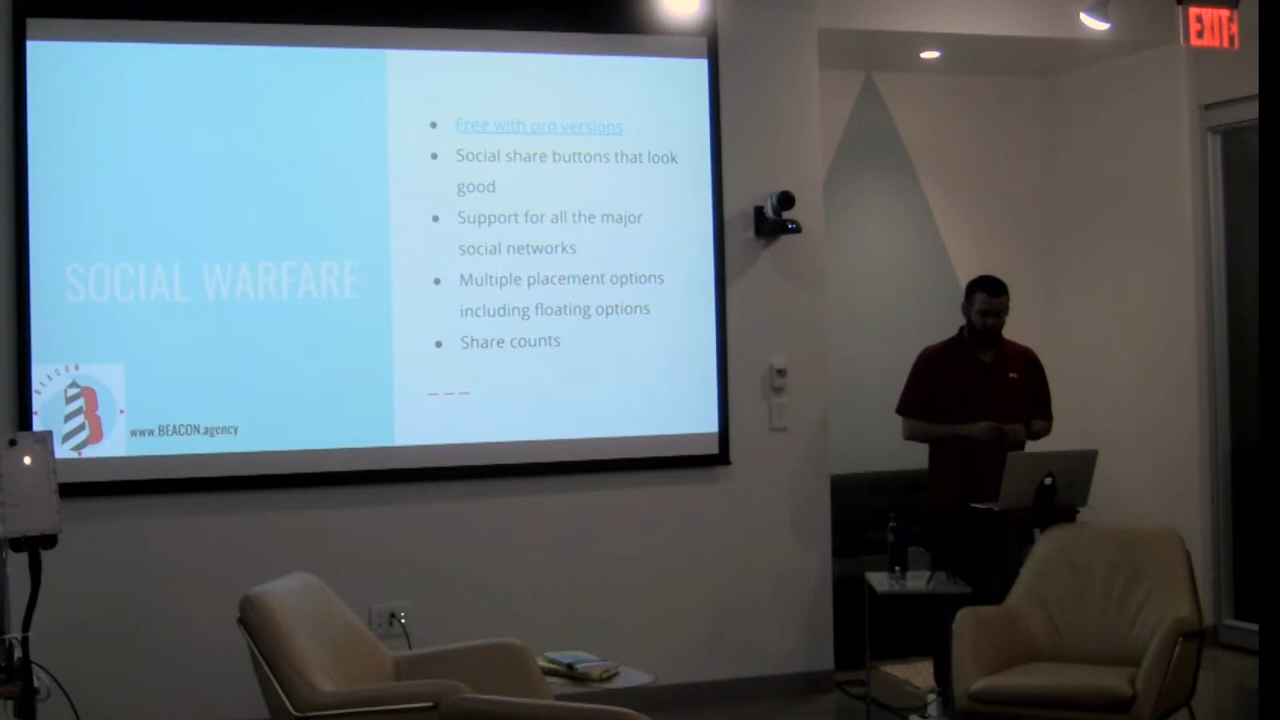 SOCIAL WARFARE
BEACON
B
www.BEACON.agency
Free with pro versions
Social share buttons that look
good
Support for all the major
social networks
Multiple placement options
including floating options
Share counts
EXIT